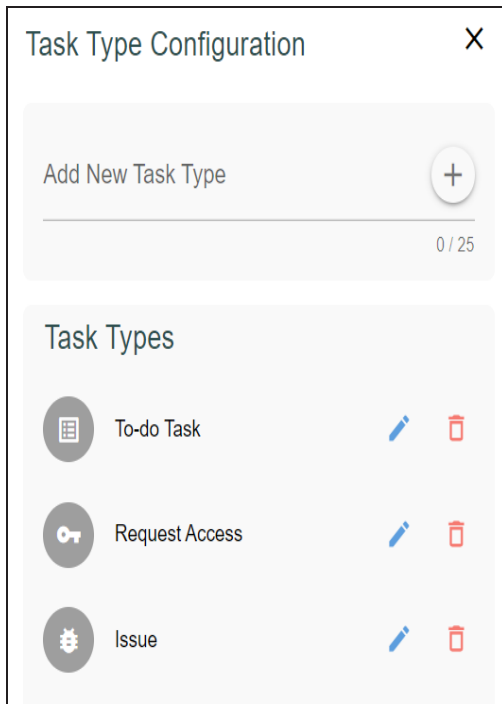 Task Type Configuration X
Add New Task Type
0 / 25
Task Types
To-do Task
Request Access
Issue